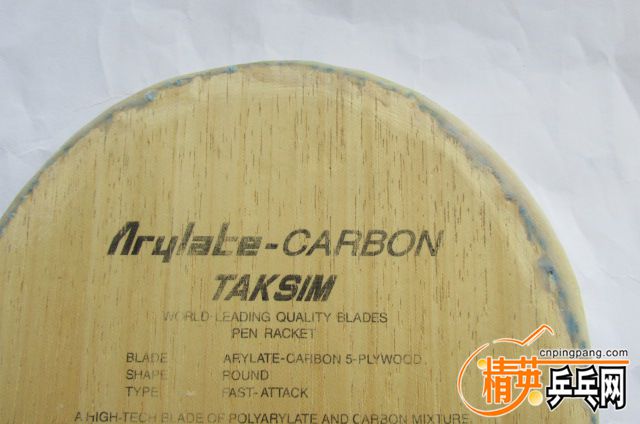 Arylate-CARBON
TAKSIM
WORLD-LEADING QUALITY BLADES
PEN RACKET
BLADE ARYLATE-CARBON 5-PLYWOOD.
SHAPE ROUND
TYPE FAST-ATTACK
A HIGH-TECH BLADE OF POLYARYLATE AND CARBON MIXTURE.
cnpingpang.com
精英乒乓网